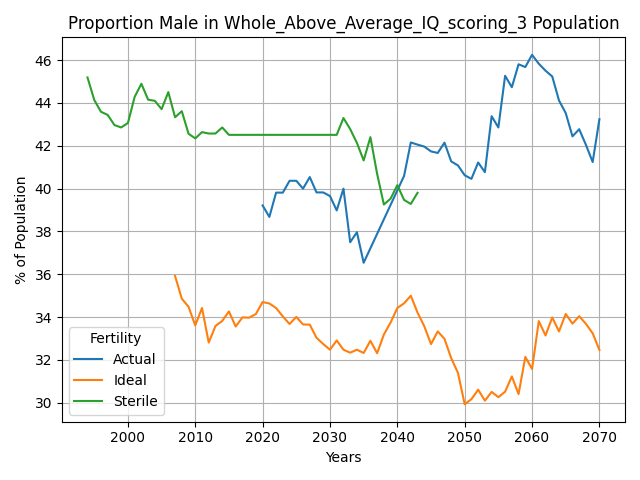 Proportion Male in Whole_Above_Average_IQ_scoring_3 Population
% of Population
46
44
42
40
38
36
34
32
30
Fertility
Actual
Ideal
Sterile
2000 2010 2020 2030 2040 2050 2060 2070
Years